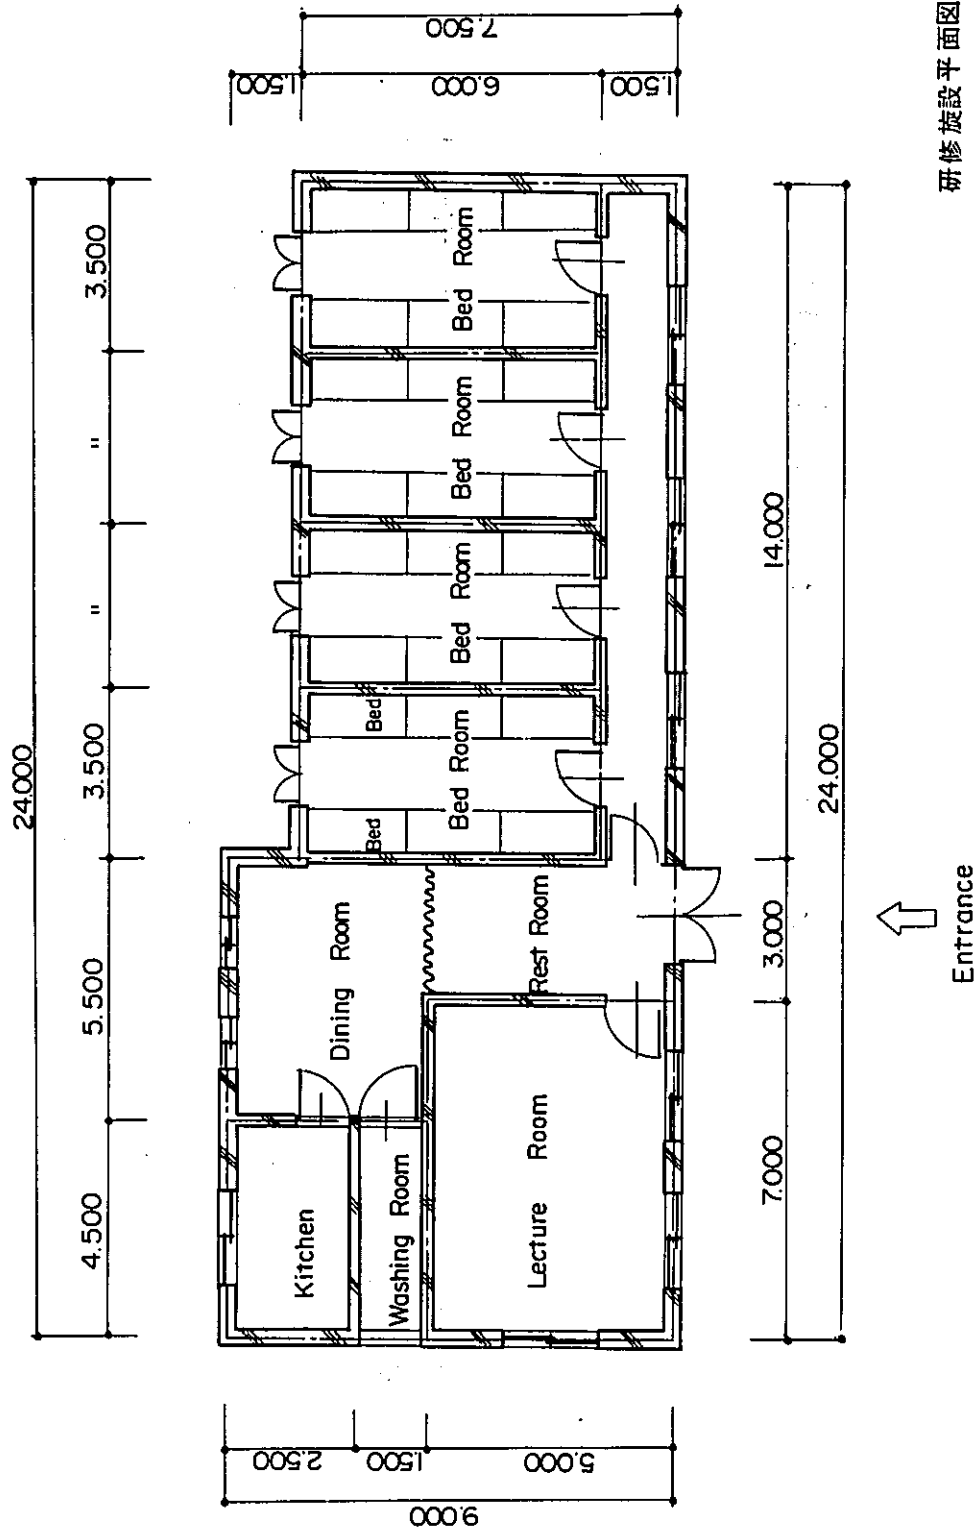 研修旋設平面図
24.000
4.500
5.500
3.500
"
"
3.500
9.000
2.500
1.500
5.000
1.500
6.000
1.500
7.500
Kitchen
Washing Room
Dining Room
Lecture Room
Rest Room
Bed
Bed
Bed Room
Bed Room
Bed Room
Bed Room
7.000
3.000
14.000
24.000
Entrance